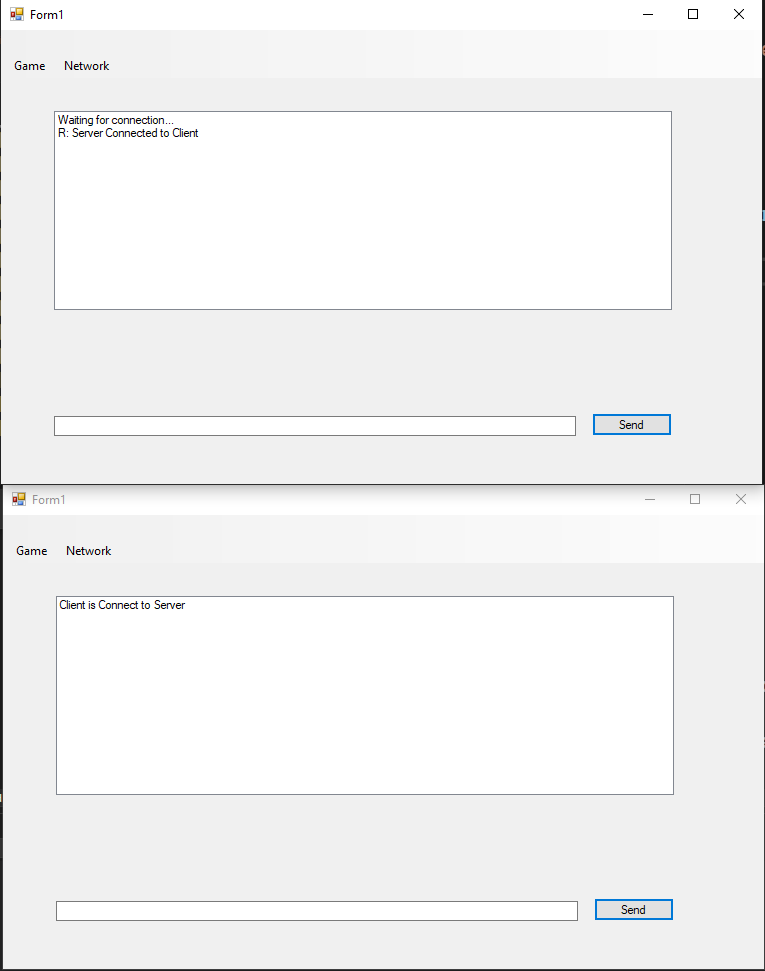 Form1
Game Network
Waiting for connection...
R: Server Connected to Client
Send
Form1
Game Network
Client is Connect to Server
Send